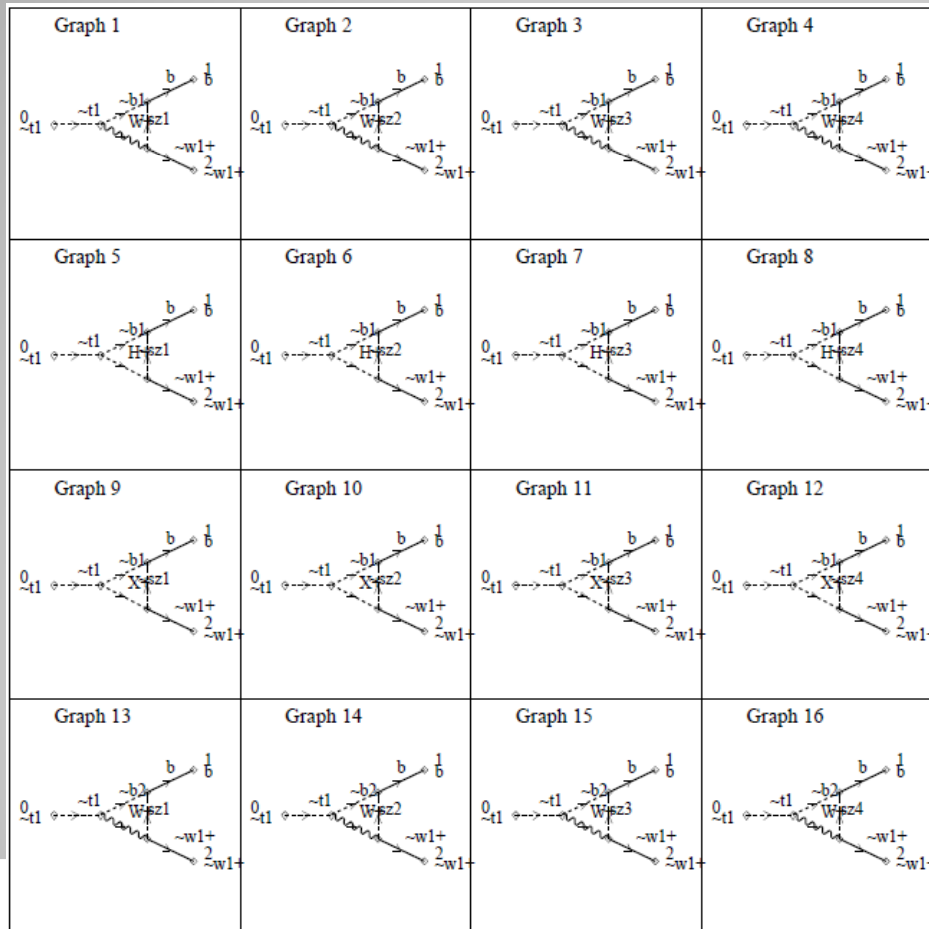 Graph 1
Graph 2
Graph 3
Graph 4
b 1 b
b 1 b
b 1 b
b 1 b
0 ~t1 ~t1 ~b1 W sz1
0 ~t1 ~t1 ~b1 W sz2
0 ~t1 ~t1 ~b1 W sz3
0 ~t1 ~t1 ~b1 W sz4
~w1+ 2 ~w1+
~w1+ 2 ~w1+
~w1+ 2 ~w1+
~w1+ 2 ~w1+
Graph 5
Graph 6
Graph 7
Graph 8
b 1 b
b 1 b
b 1 b
b 1 b
0 ~t1 ~t1 ~b1 H sz1
0 ~t1 ~t1 ~b1 H sz2
0 ~t1 ~t1 ~b1 H sz3
0 ~t1 ~t1 ~b1 H sz4
~w1+ 2 ~w1+
~w1+ 2 ~w1+
~w1+ 2 ~w1+
~w1+ 2 ~w1+
Graph 9
Graph 10
Graph 11
Graph 12
b 1 b
b 1 b
b 1 b
b 1 b
0 ~t1 ~t1 ~b1 X sz1
0 ~t1 ~t1 ~b1 X sz2
0 ~t1 ~t1 ~b1 X sz3
0 ~t1 ~t1 ~b1 X sz4
~w1+ 2 ~w1+
~w1+ 2 ~w1+
~w1+ 2 ~w1+
~w1+ 2 ~w1+
Graph 13
Graph 14
Graph 15
Graph 16
b 1 b
b 1 b
b 1 b
b 1 b
0 ~t1 ~t1 ~b2 W sz1
0 ~t1 ~t1 ~b2 W sz2
0 ~t1 ~t1 ~b2 W sz3
0 ~t1 ~t1 ~b2 W sz4
~w1+ 2 ~w1+
~w1+ 2 ~w1+
~w1+ 2 ~w1+
~w1+ 2 ~w1+